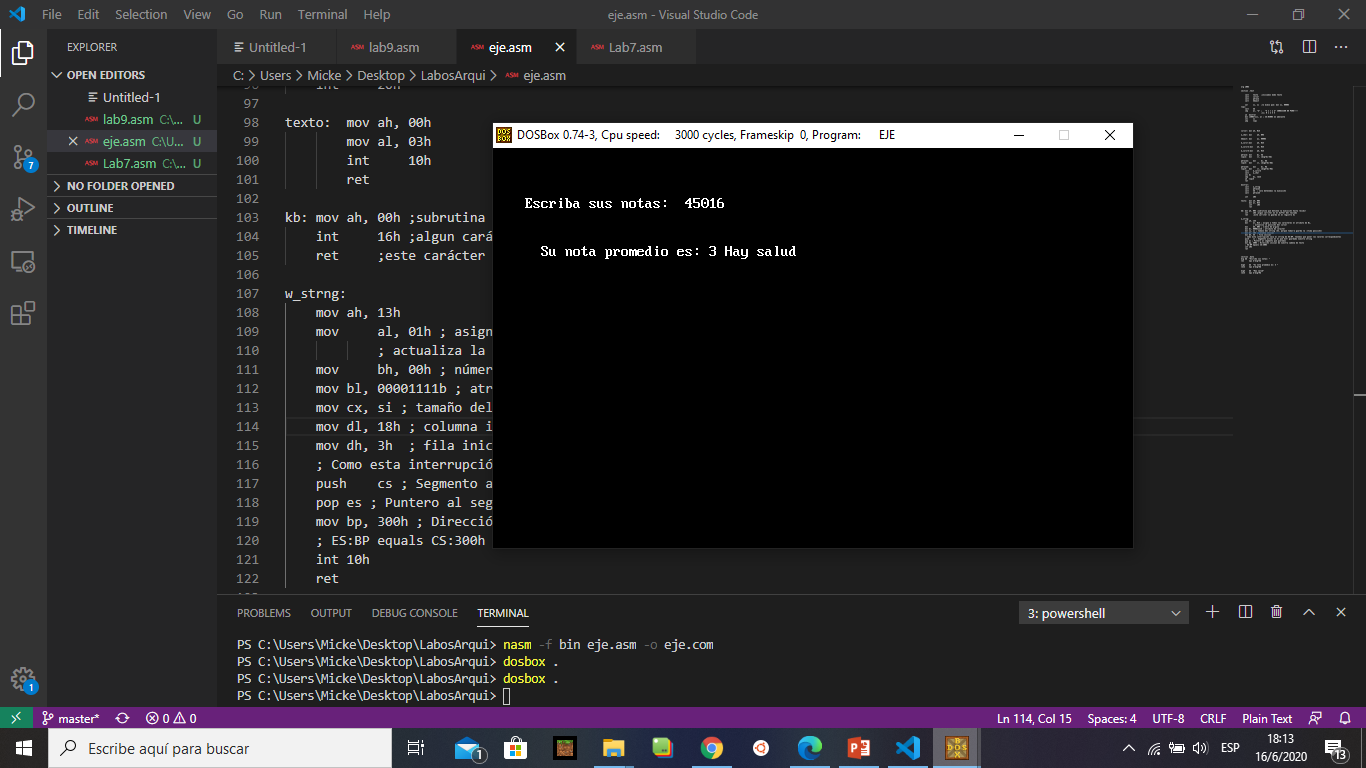 File Edit Selection View Go Run Terminal Help
eje.asm - Visual Studio Code
EXPLORER
OPEN EDITORS
Untitled-1
lab9.asm C:\... U
eje.asm C:\U... U
Lab7.asm C:\... U
NO FOLDER OPENED
OUTLINE
TIMELINE
7
1
Untitled-1
ASM lab9.asm
ASM eje.asm
ASM Lab7.asm
C: > Users > Micke > Desktop > LabosArqui > ASM eje.asm
97
98 texto: mov ah, 00h
99 mov al, 03h
100 int 10h
101 ret
102
103 kb: mov ah, 00h ;subrutina
104 int 16h ;algun cará
105 ret ;este carácter
106
107 w_strng:
108 mov ah, 13h
109 mov al, 01h ; asign
110 ; actualiza la
111 mov bh, 00h ; númer
112 mov bl, 00001111b ; atr
113 mov cx, si ; tamaño del
114 mov dl, 18h ; columna i
115 mov dh, 3h ; fila inic
116 ; Como esta interrupció
117 push cs ; Segmento a
118 pop es ; Puntero al seg
119 mov bp, 300h ; Direcció
120 ; ES:BP equals CS:300h
121 int 10h
122 ret
DOSBox 0.74-3, Cpu speed: 3000 cycles, Frameskip 0, Program: EJE
Escriba sus notas: 45016
Su nota promedio es: 3 Hay salud
PROBLEMS OUTPUT DEBUG CONSOLE TERMINAL
3: powershell
PS C:\Users\Micke\Desktop\LabosArqui> nasm -f bin eje.asm -o eje.com
PS C:\Users\Micke\Desktop\LabosArqui> dosbox .
PS C:\Users\Micke\Desktop\LabosArqui> dosbox .
PS C:\Users\Micke\Desktop\LabosArqui>
master* 0 0
Ln 114, Col 15 Spaces: 4 UTF-8 CRLF Plain Text
Escribe aquí para buscar
1
ESP
18:13
16/6/2020
13